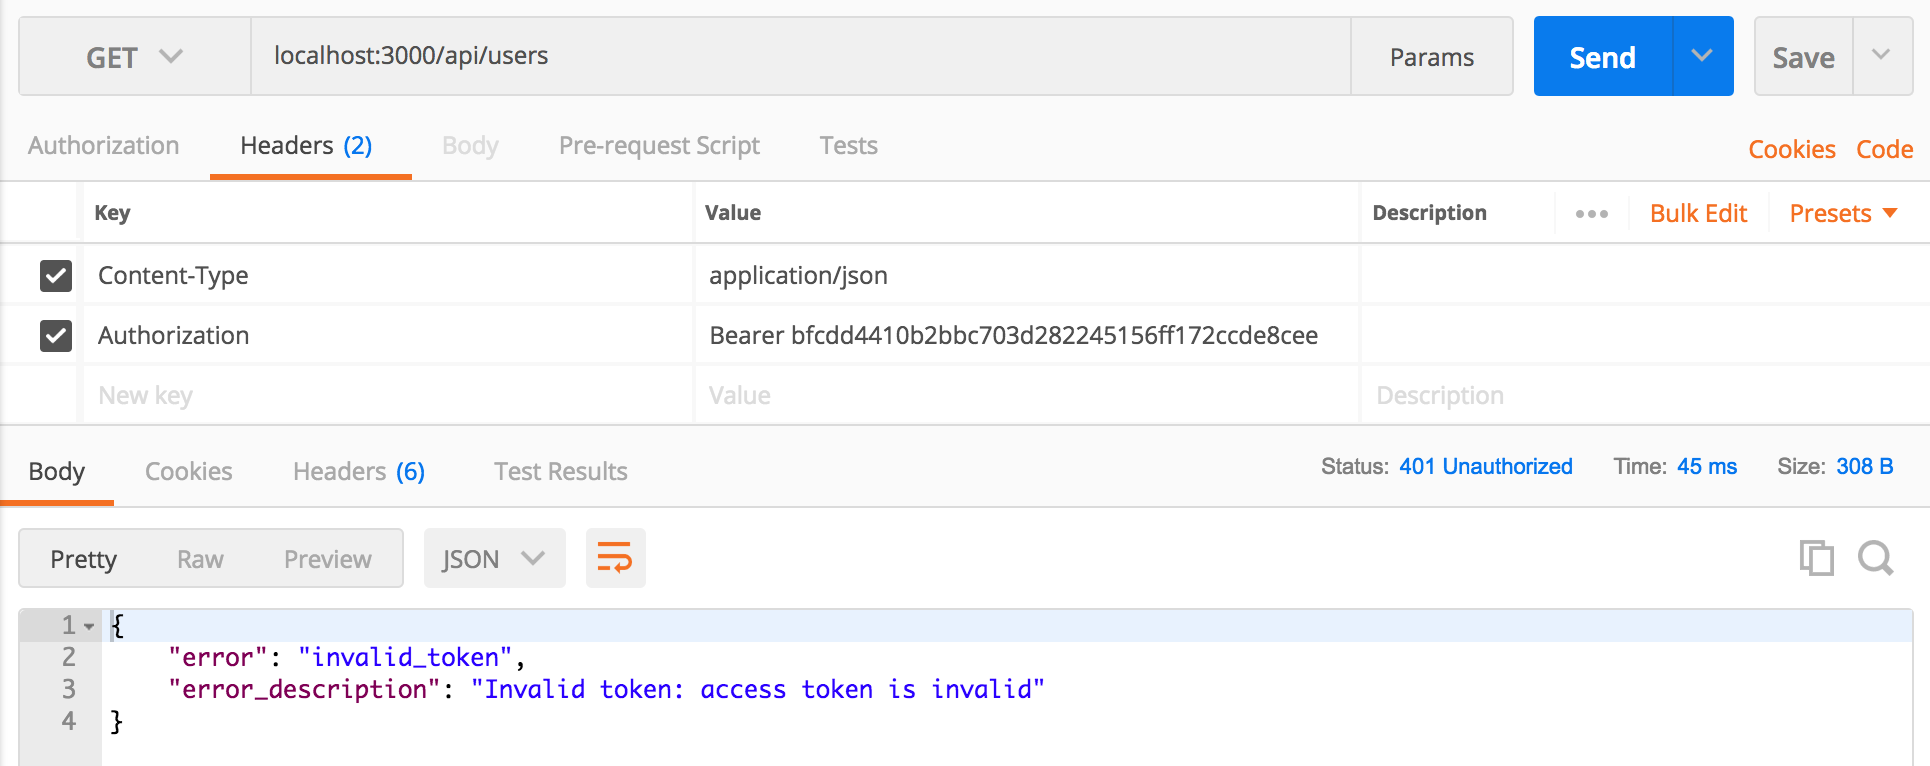 GET localhost:3000/api/users Params Send Save
Authorization Headers (2) Body Pre-request Script Tests Cookies Code
Key Value Description Bulk Edit Presets
Content-Type application/json
Authorization Bearer bfcdd4410b2bbc703d282245156ff172ccde8cee
New key Value Description
Body Cookies Headers (6) Test Results Status: 401 Unauthorized Time: 45 ms Size: 308 B
Pretty Raw Preview JSON
1 {
2 "error": "invalid_token",
3 "error_description": "Invalid token: access token is invalid"
4 }